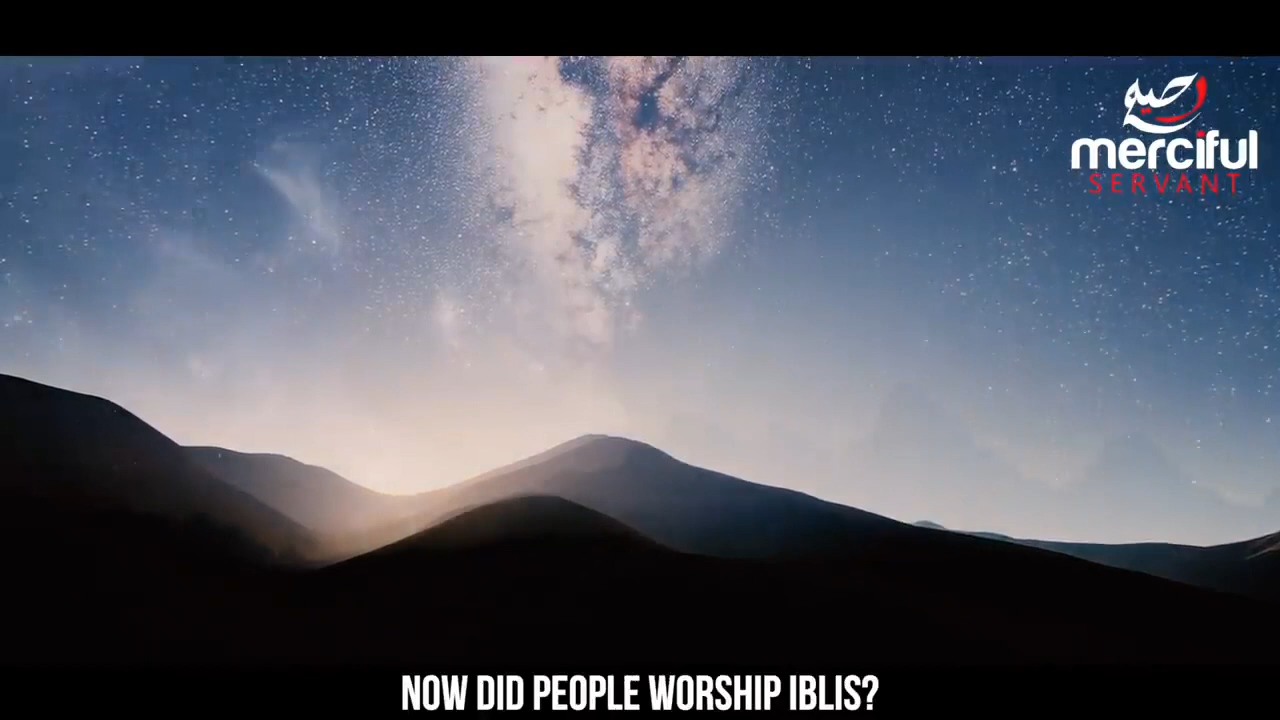 رحيم
merciful
SERVANT
NOW DID PEOPLE WORSHIP IBLIS?